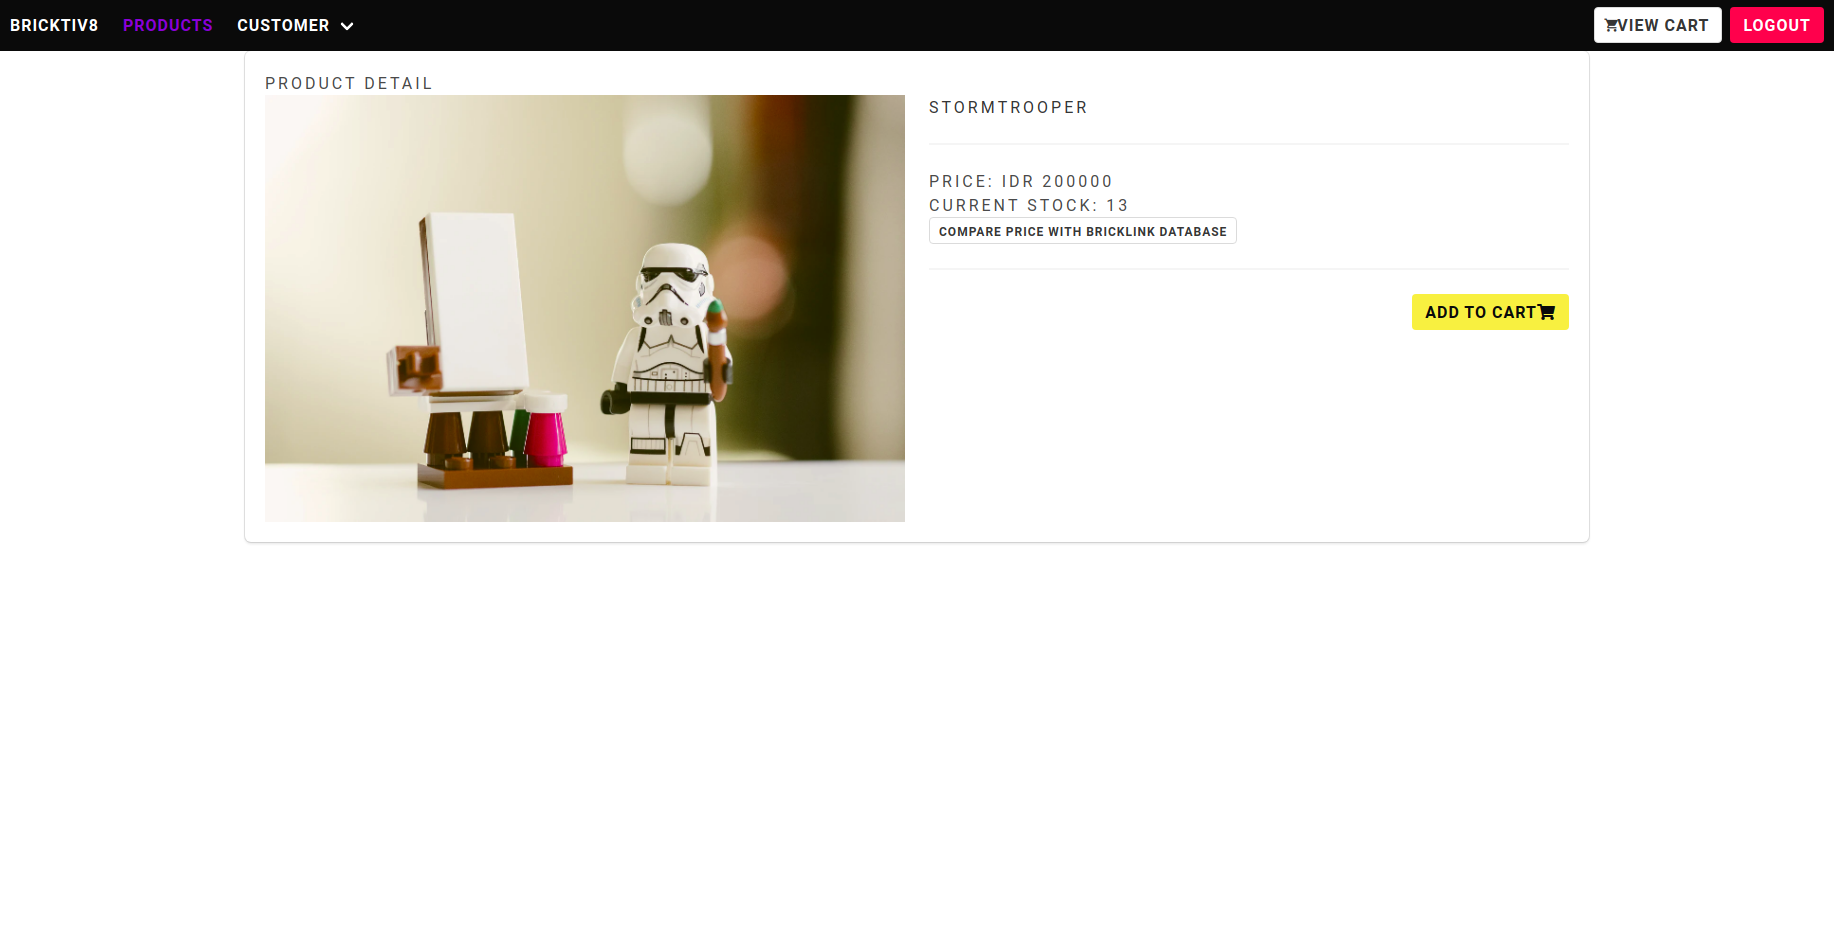 BRICKTIV8 PRODUCTS CUSTOMER VIEW CART LOGOUT
PRODUCT DETAIL
STORMTROOPER
PRICE: IDR 200000
CURRENT STOCK: 13
COMPARE PRICE WITH BRICKLINK DATABASE
ADD TO CART